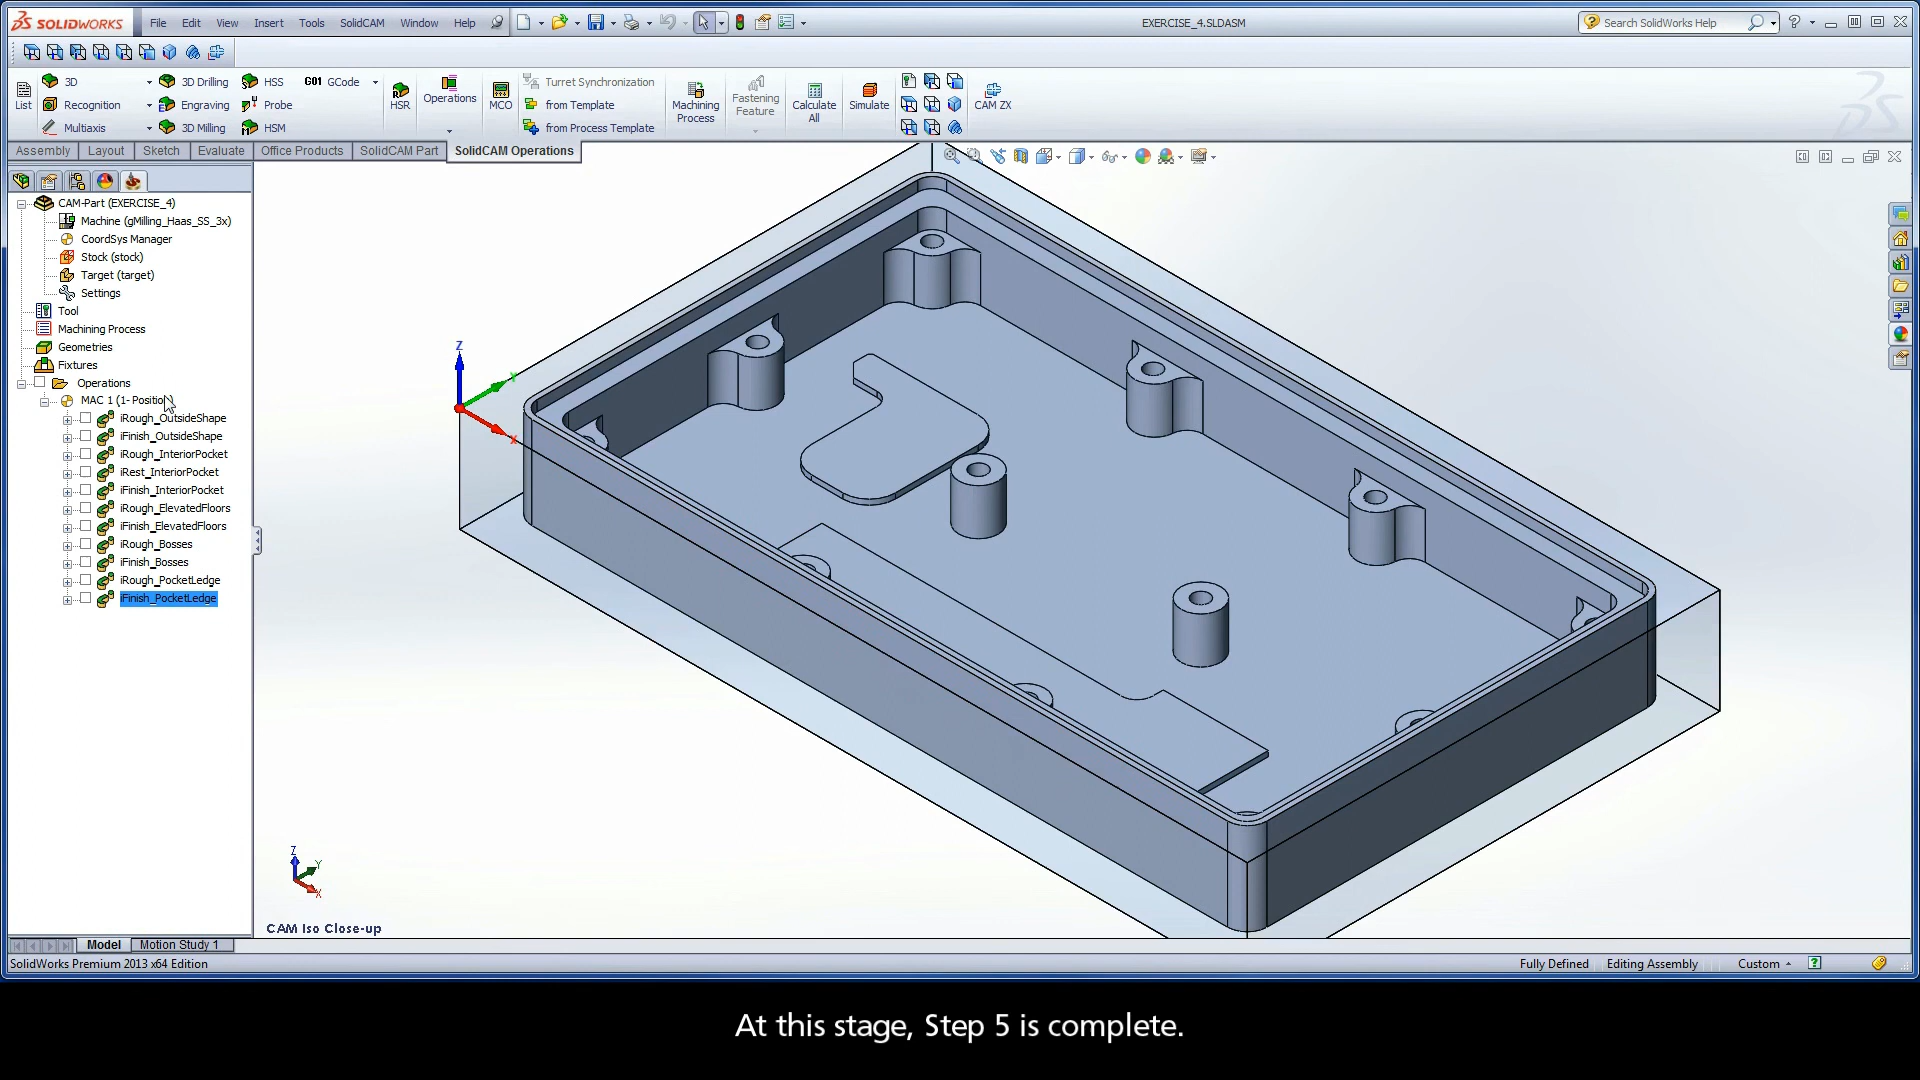 SOLIDWORKS File Edit View Insert Tools SolidCAM Window Help EXERCISE_4.SLDASM Search SolidWorks Help
List 3D 3D Drilling HSS G01 GCode HSR Operations MCO Turret Synchronization Machining Process Fastening Feature Calculate All Simulate CAM ZX
Recognition Engraving Probe from Template
Multiaxis 3D Milling HSM from Process Template
Assembly Layout Sketch Evaluate Office Products SolidCAM Part SolidCAM Operations
CAM-Part (EXERCISE_4)
Machine (gMilling_Haas_SS_3x)
CoordSys Manager
Stock (stock)
Target (target)
Settings
Tool
Machining Process
Geometries
Fixtures
Operations
MAC 1 (1- Position)
iRough_OutsideShape
iFinish_OutsideShape
iRough_InteriorPocket
iRest_InteriorPocket
iFinish_InteriorPocket
iRough_ElevatedFloors
iFinish_ElevatedFloors
iRough_Bosses
iFinish_Bosses
iRough_PocketLedge
iFinish_PocketLedge
Z
Y
X
Z
Y
X
CAM Iso Close-up
Model Motion Study 1
SolidWorks Premium 2013 x64 Edition Fully Defined Editing Assembly Custom
At this stage, Step 5 is complete.